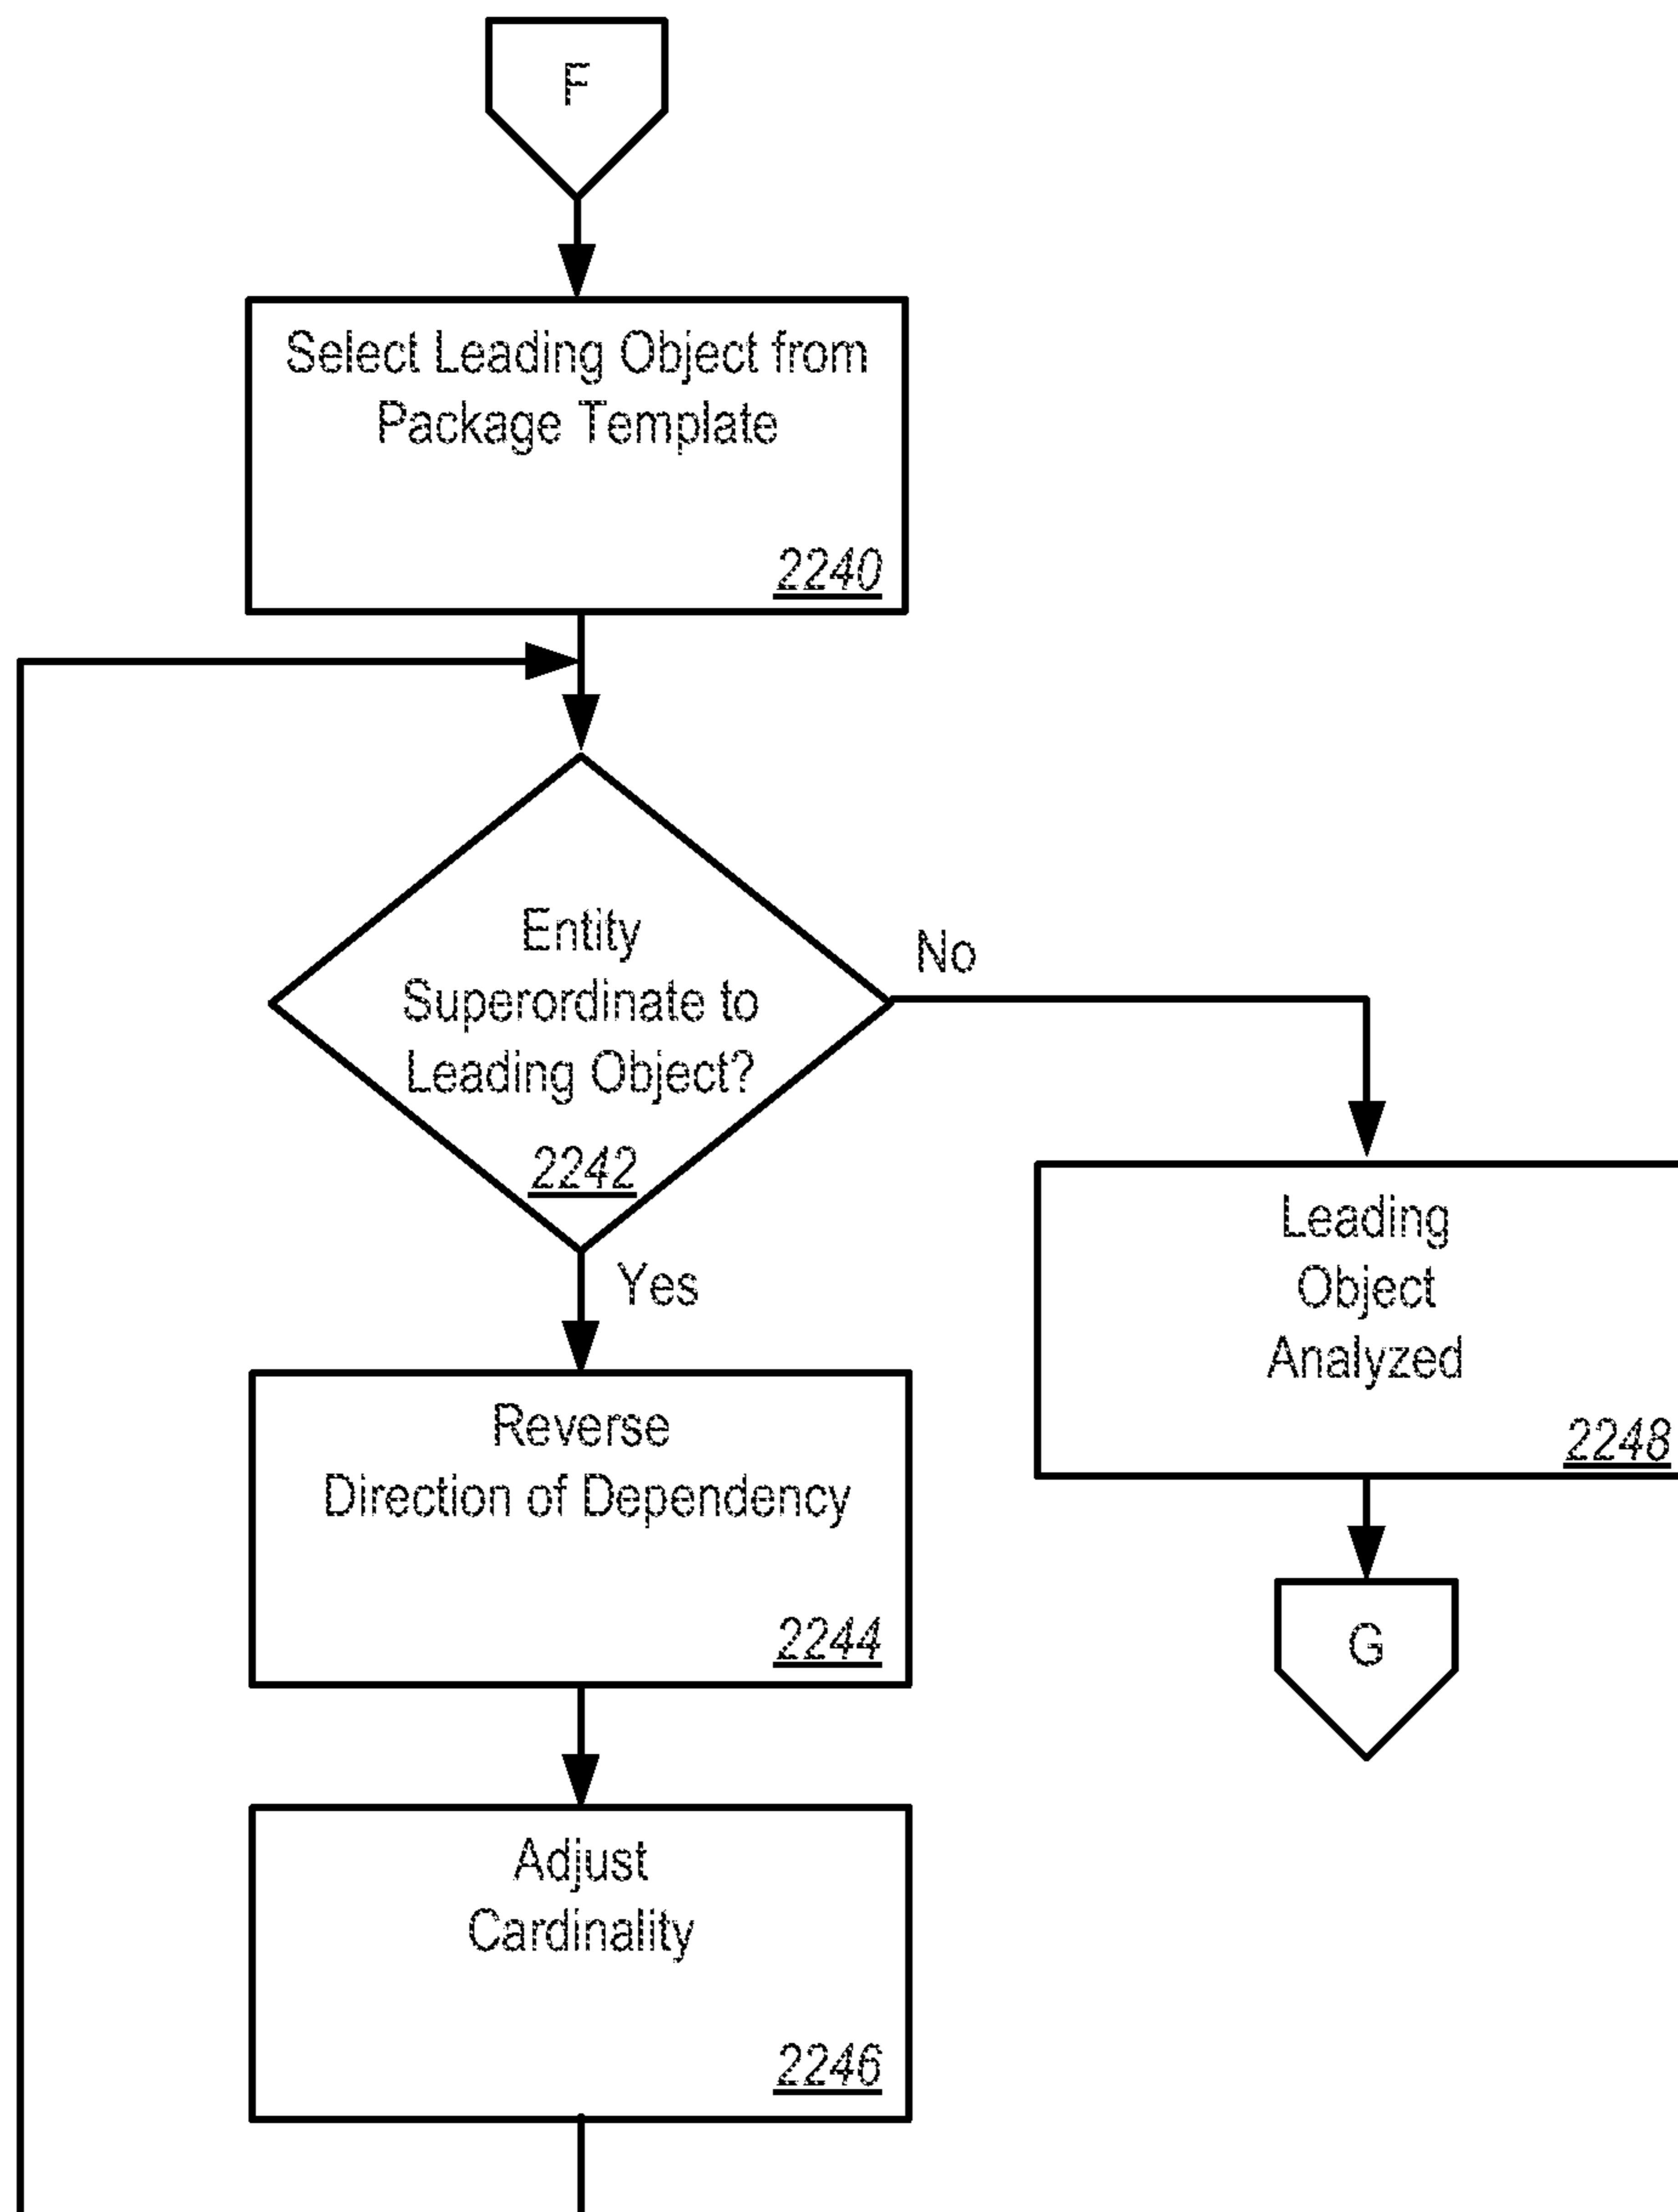 F
Select Leading Object from
Package Template
2240
Entity
Superordinate to
Leading Object?
2242
No
Yes
Leading
Object
Analyzed
2248
Reverse
Direction of Dependency
2244
G
Adjust
Cardinality
2246